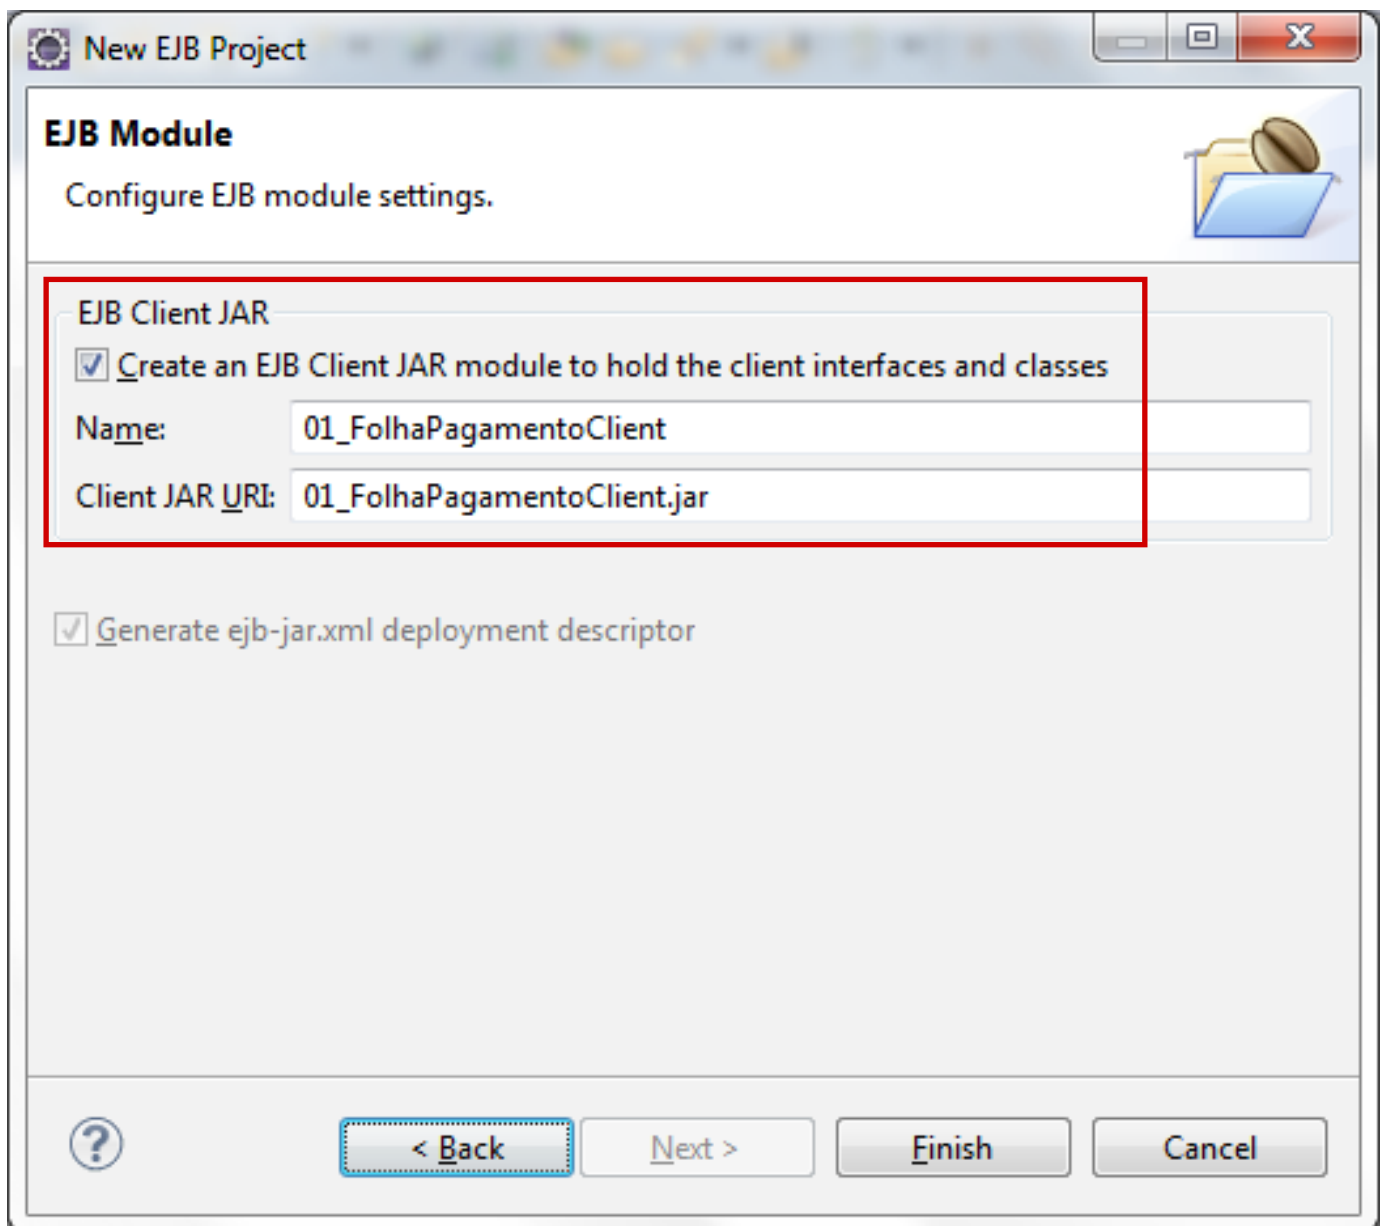 New EJB Project
EJB Module
Configure EJB module settings.
EJB Client JAR
Create an EJB Client JAR module to hold the client interfaces and classes
Name: 01_FolhaPagamentoClient
Client JAR URI: 01_FolhaPagamentoClient.jar
Generate ejb-jar.xml deployment descriptor
? < Back Next > Finish Cancel